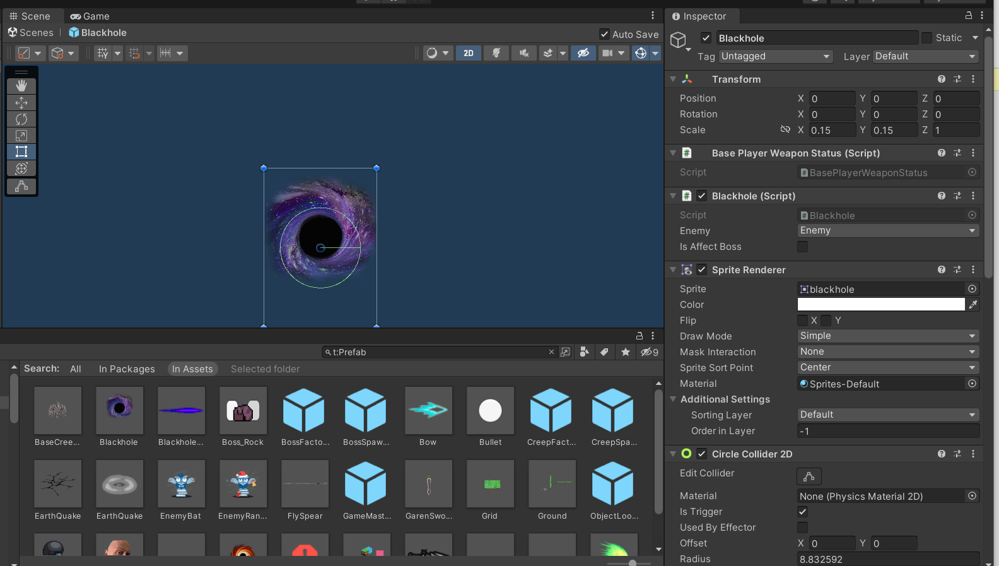 Scene
Game
Scenes | Blackhole
Auto Save
2D
t:Prefab
9
Search: All In Packages In Assets Selected folder
BaseCree... Blackhole Blackhole... Boss_Rock BossFacto... BossSpaw... Bow Bullet CreepFact... CreepSpa...
EarthQuake EarthQuake EnemyBat EnemyRan... FlySpear GameMast... GarenSwo... Grid Ground ObjectLoo...
Inspector
Blackhole Static
Tag Untagged Layer Default
Transform
Position X 0 Y 0 Z 0
Rotation X 0 Y 0 Z 0
Scale X 0.15 Y 0.15 Z 1
# Base Player Weapon Status (Script)
Script BasePlayerWeaponStatus
# Blackhole (Script)
Script Blackhole
Enemy Enemy
Is Affect Boss
Sprite Renderer
Sprite blackhole
Color
Flip X Y
Draw Mode Simple
Mask Interaction None
Sprite Sort Point Center
Material Sprites-Default
Additional Settings
Sorting Layer Default
Order in Layer -1
Circle Collider 2D
Edit Collider
Material None (Physics Material 2D)
Is Trigger
Used By Effector
Offset X 0 Y 0
Radius 8.832592